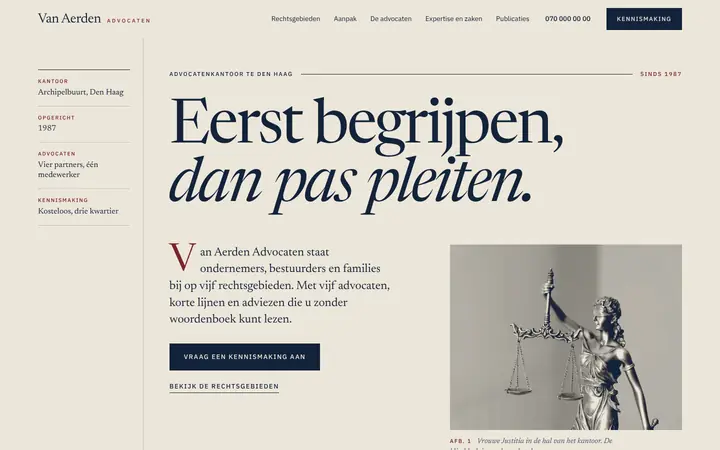 Van Aerden ADVOCATEN
Rechtsgebieden Aanpak De advocaten Expertise en zaken Publicaties 070 000 00 00 KENNISMAKING
KANTOOR
Archipelbuurt, Den Haag
OPGERICHT
1987
ADVOCATEN
Vier partners, één
medewerker
KENNISMAKING
Kosteloos, drie kwartier
ADVOCATENKANTOOR TE DEN HAAG
SINDS 1987
Eerst begrijpen,
dan pas pleiten.
Van Aerden Advocaten staat
ondernemers, bestuurders en families
bij op vijf rechtsgebieden. Met vijf advocaten,
korte lijnen en adviezen die u zonder
woordenboek kunt lezen.
VRAAG EEN KENNISMAKING AAN
BEKIJK DE RECHTSGEBIEDEN
AFB. 1 Vrouwe Justitia in de hal van het kantoor. De